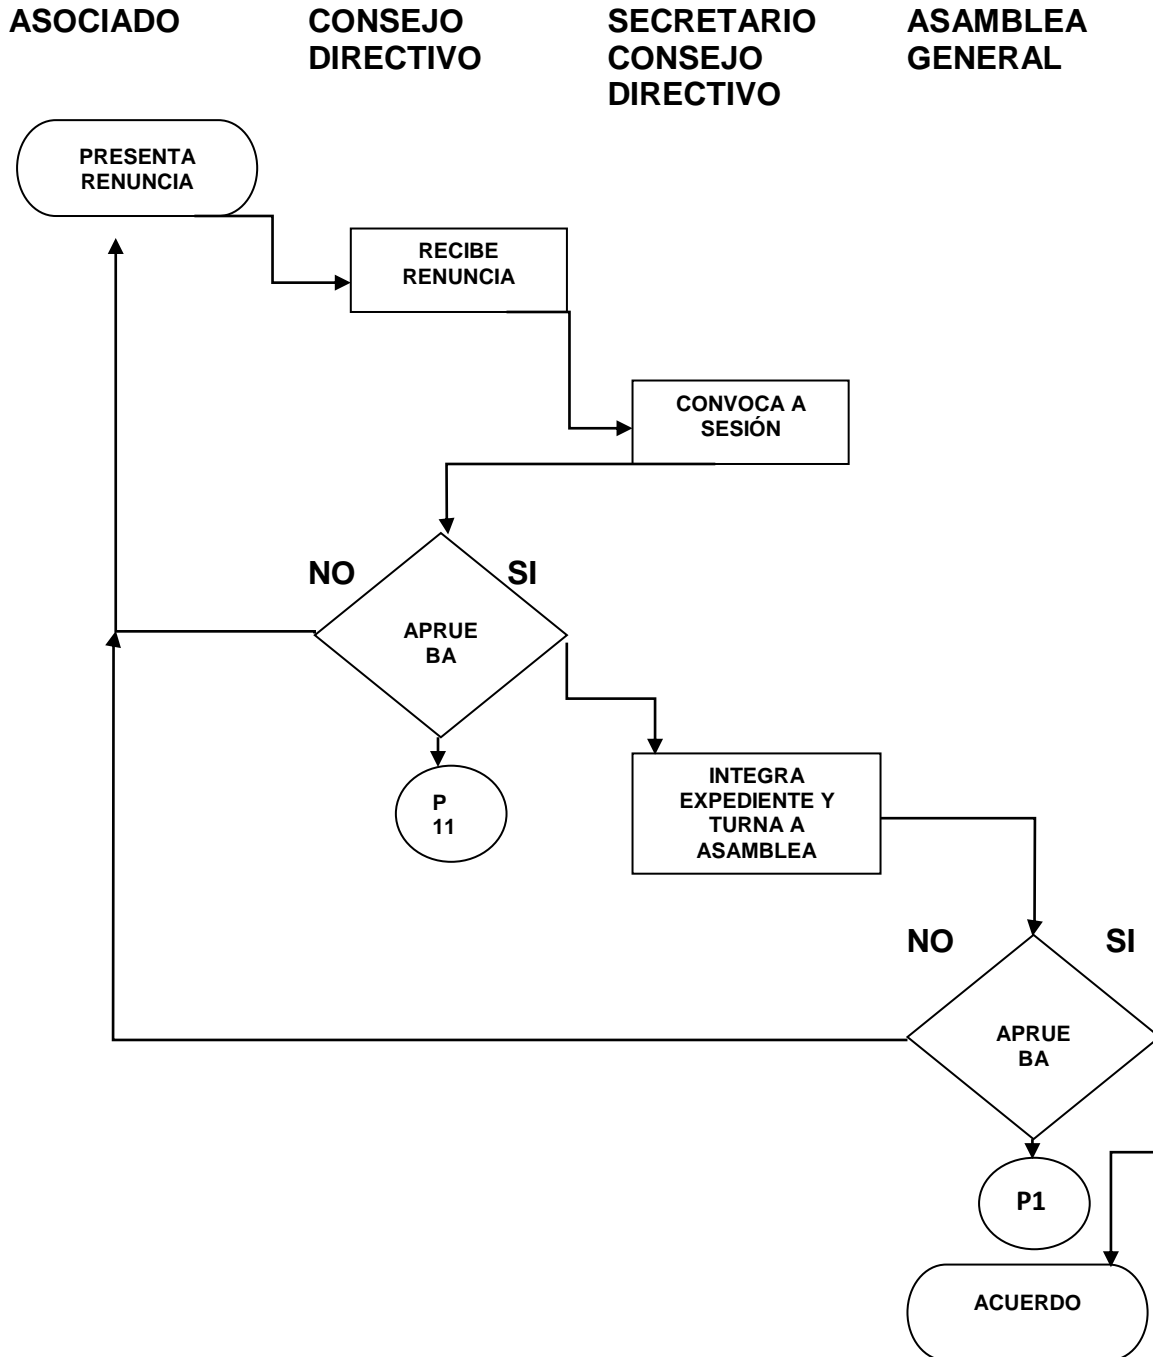 ASOCIADO
CONSEJO
DIRECTIVO
SECRETARIO
CONSEJO
DIRECTIVO
ASAMBLEA
GENERAL
PRESENTA
RENUNCIA
RECIBE
RENUNCIA
CONVOCA A
SESIÓN
NO
SI
APRUE
BA
P
11
INTEGRA
EXPEDIENTE Y
TURNA A
ASAMBLEA
NO
SI
APRUE
BA
P1
ACUERDO